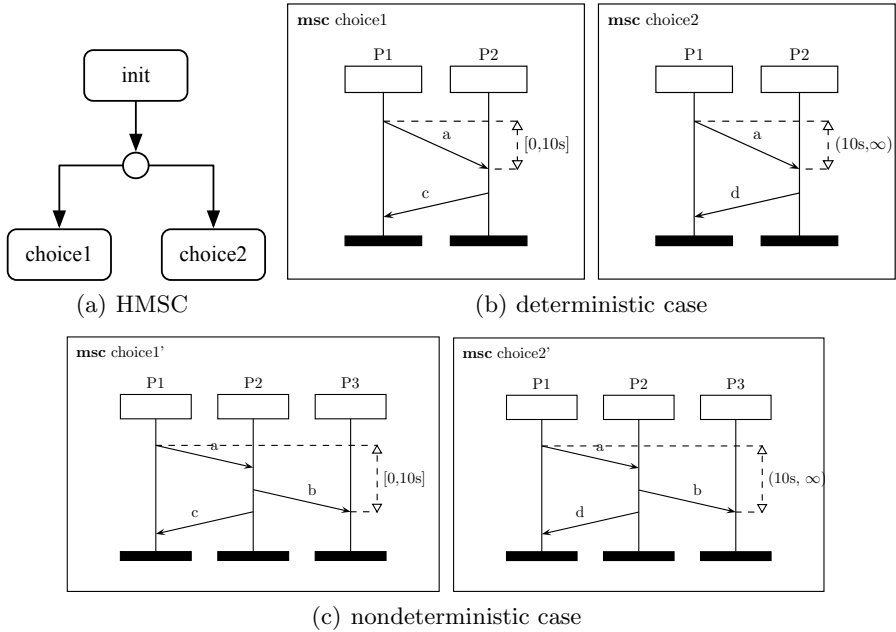 init
choice1
choice2
(a) HMSC
msc choice1
P1
P2
a
[0,10s]
c
msc choice2
P1
P2
a
(10s,∞)
d
(b) deterministic case
msc choice1'
P1
P2
P3
a
b
[0,10s]
c
msc choice2'
P1
P2
P3
a
b
(10s, ∞)
d
(c) nondeterministic case